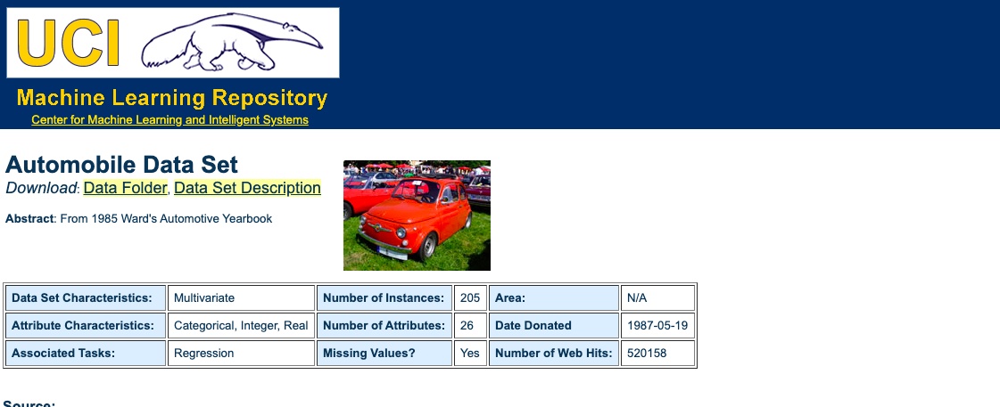 UCI
Machine Learning Repository
Center for Machine Learning and Intelligent Systems
Automobile Data Set
Download: Data Folder, Data Set Description
Abstract: From 1985 Ward's Automotive Yearbook
Data Set Characteristics: Multivariate Number of Instances: 205 Area: N/A
Attribute Characteristics: Categorical, Integer, Real Number of Attributes: 26 Date Donated 1987-05-19
Associated Tasks: Regression Missing Values? Yes Number of Web Hits: 520158
Source: